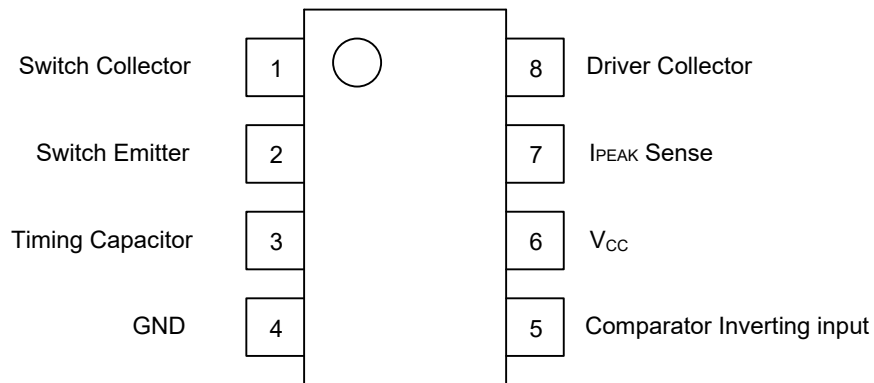 Switch Collector 1 8 Driver Collector
Switch Emitter 2 7 IPEAK Sense
Timing Capacitor 3 6 VCC
GND 4 5 Comparator Inverting input